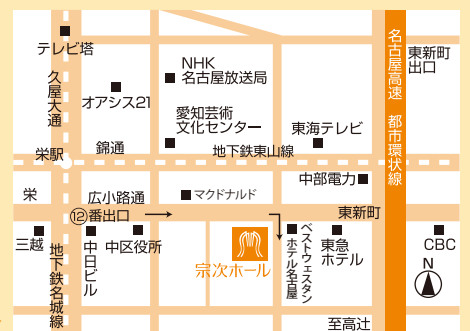 テレビ塔
久屋大通
オアシス21
NHK
名古屋放送局
愛知芸術
文化センター
東海テレビ
名古屋高速 都市環状線
東新町
出口
栄駅
錦通
地下鉄東山線
中部電力
栄
広小路通
マクドナルド
⑫番出口
東新町
三越
地下鉄名城線
中日ビル
中区役所
宗次ホール
ベストウェスタン
ホテル名古屋
東急
ホテル
CBC
N
至高辻